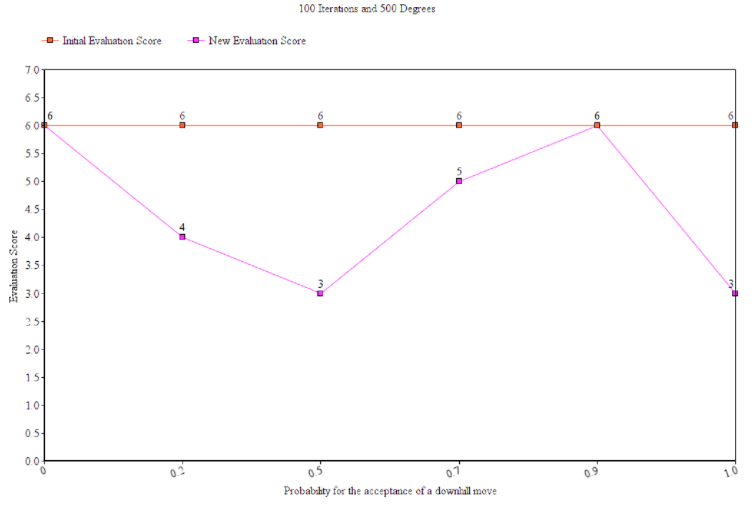 100 Iterations and 500 Degrees
Initial Evaluation Score
New Evaluation Score
7.0
6.5
6.0
5.5
5.0
4.5
4.0
3.5
3.0
2.5
2.0
1.5
1.0
0.5
0.0
Evaluation Score
6 6 6 6 6 6
4 3 5 3
0 0.2 0.5 0.7 0.9 1.0
Probability for the acceptance of a downhill move